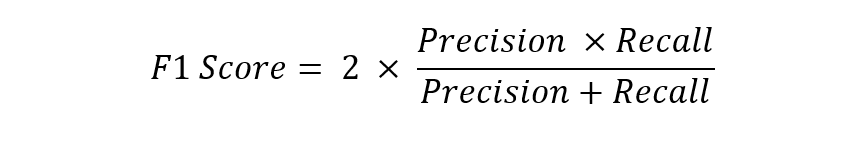 F1 Score = 2 × Precision × Recall / Precision + Recall